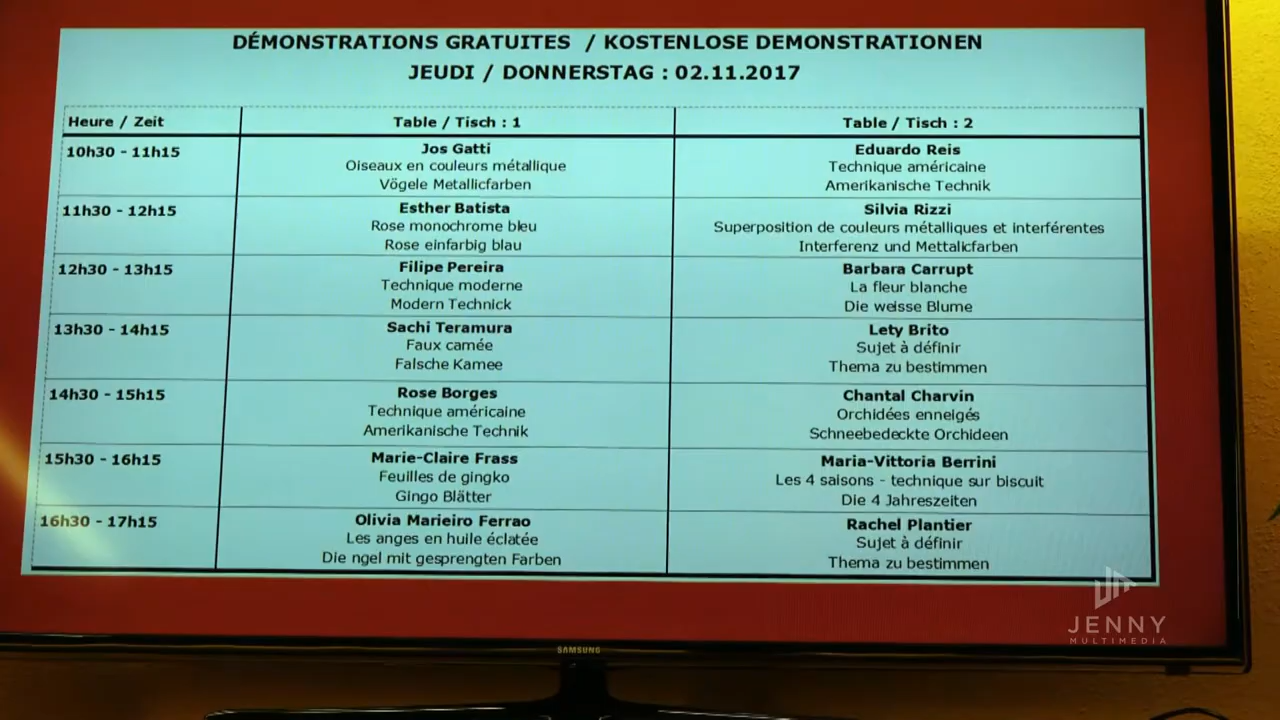 DÉMONSTRATIONS GRATUITES / KOSTENLOSE DEMONSTRATIONEN
JEUDI / DONNERSTAG : 02.11.2017
Heure / Zeit
Table / Tisch : 1
Table / Tisch : 2
10h30 - 11h15
Jos Gatti
Oiseaux en couleurs métallique
Vögele Metallicfarben
Eduardo Reis
Technique américaine
Amerikanische Technik
11h30 - 12h15
Esther Batista
Rose monochrome bleu
Rose einfarbig blau
Silvia Rizzi
Superposition de couleurs métalliques et interférentes
Interferenz und Mettalicfarben
12h30 - 13h15
Filipe Pereira
Technique moderne
Modern Technick
Barbara Carrupt
La fleur blanche
Die weisse Blume
13h30 - 14h15
Sachi Teramura
Faux camée
Falsche Kamee
Lety Brito
Sujet à définir
Thema zu bestimmen
14h30 - 15h15
Rose Borges
Technique américaine
Amerikanische Technik
Chantal Charvin
Orchidées enneigés
Schneebedeckte Orchideen
15h30 - 16h15
Marie-Claire Frass
Feuilles de gingko
Gingo Blätter
Maria-Vittoria Berrini
Les 4 saisons - technique sur biscuit
Die 4 Jahreszeiten
16h30 - 17h15
Olivia Marieiro Ferrao
Les anges en huile éclatée
Die ngel mit gesprengten Farben
Rachel Plantier
Sujet à définir
Thema zu bestimmen
JENNY
MULTIMEDIA
SAMSUNG